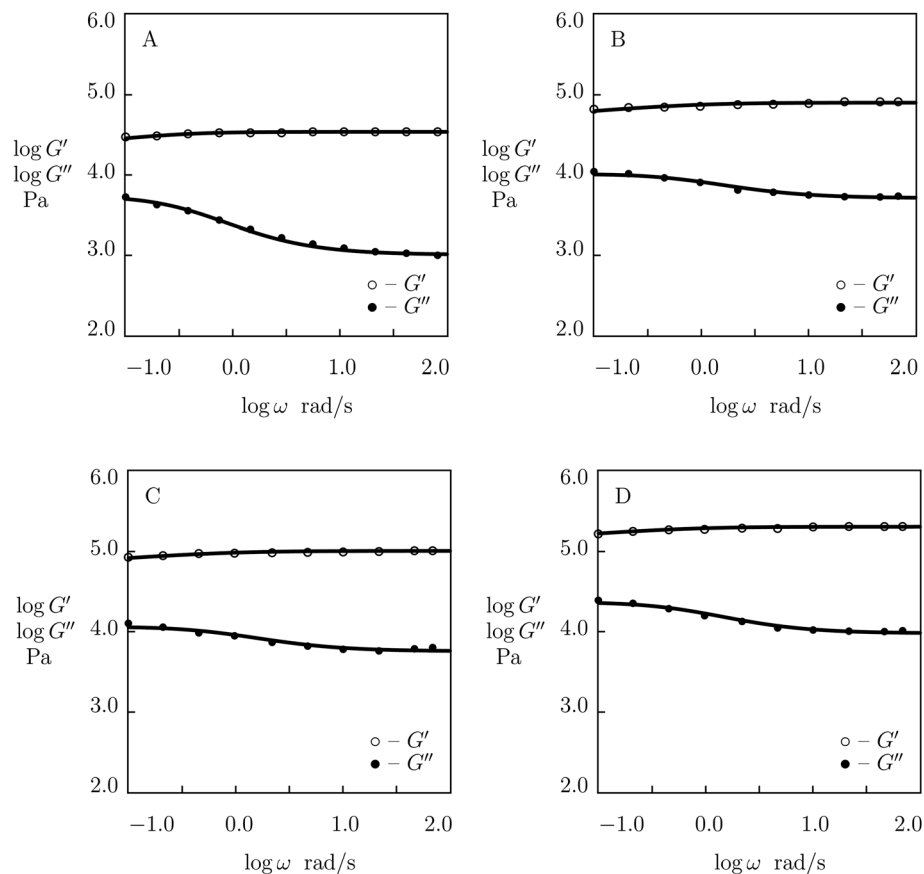 A
6.0
5.0
log G′
log G″
4.0
Pa
3.0
2.0
○ – G′
● – G″
−1.0 0.0 1.0 2.0
log ω rad/s
B
6.0
5.0
log G′
log G″
4.0
Pa
3.0
2.0
○ – G′
● – G″
−1.0 0.0 1.0 2.0
log ω rad/s
C
6.0
5.0
log G′
log G″
4.0
Pa
3.0
2.0
○ – G′
● – G″
−1.0 0.0 1.0 2.0
log ω rad/s
D
6.0
5.0
log G′
log G″
4.0
Pa
3.0
2.0
○ – G′
● – G″
−1.0 0.0 1.0 2.0
log ω rad/s